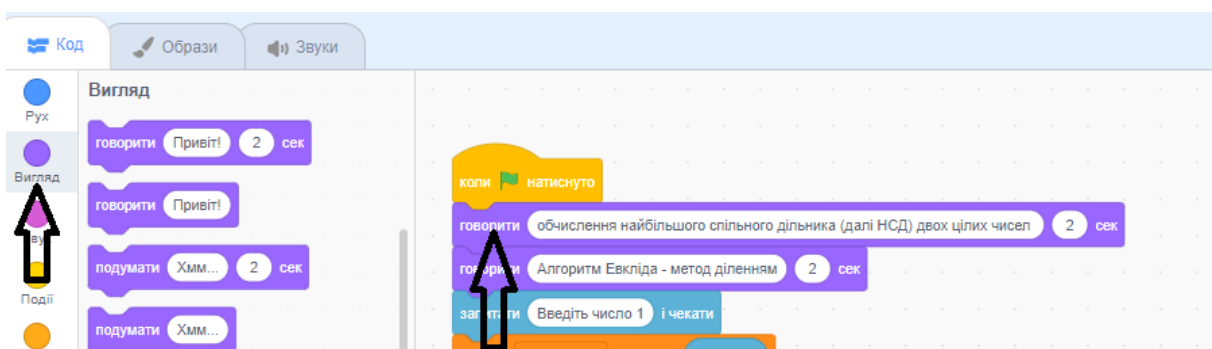 Код
Образи
Звуки
Рух
Вигляд
Події
Вигляд
говорити Привіт! 2 сек
говорити Привіт!
подумати Хмм... 2 сек
подумати Хмм...
коли натиснуто
говорити обчислення найбільшого спільного дільника (далі НСД) двох цілих чисел 2 сек
говорити Алгоритм Евкліда - метод діленням 2 сек
запитати Введіть число 1 і чекати